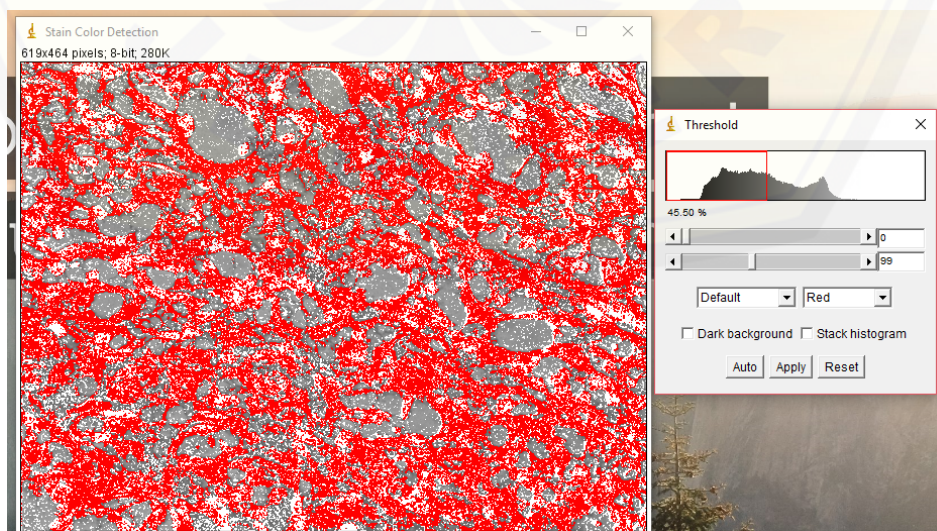 Stain Color Detection
619x464 pixels; 8-bit; 280K
Threshold
45.50 %
0
99
Default
Red
Dark background
Stack histogram
Auto
Apply
Reset